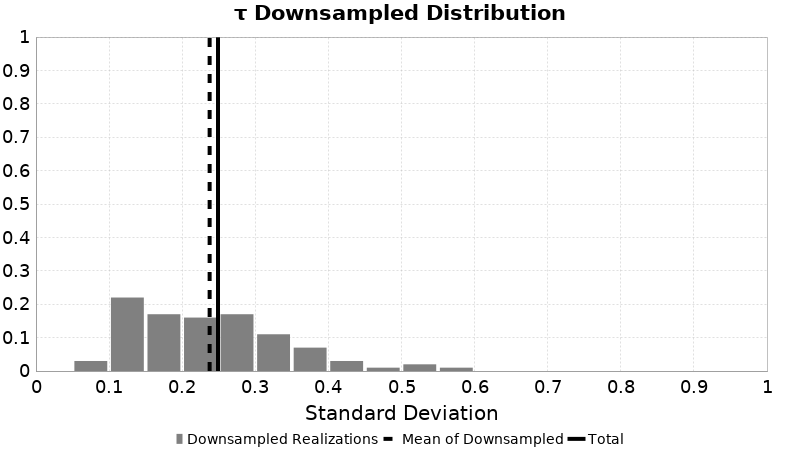 τ Downsampled Distribution
1
0.9
0.8
0.7
0.6
0.5
0.4
0.3
0.2
0.1
0
0 0.1 0.2 0.3 0.4 0.5 0.6 0.7 0.8 0.9 1
Standard Deviation
Downsampled Realizations Mean of Downsampled Total